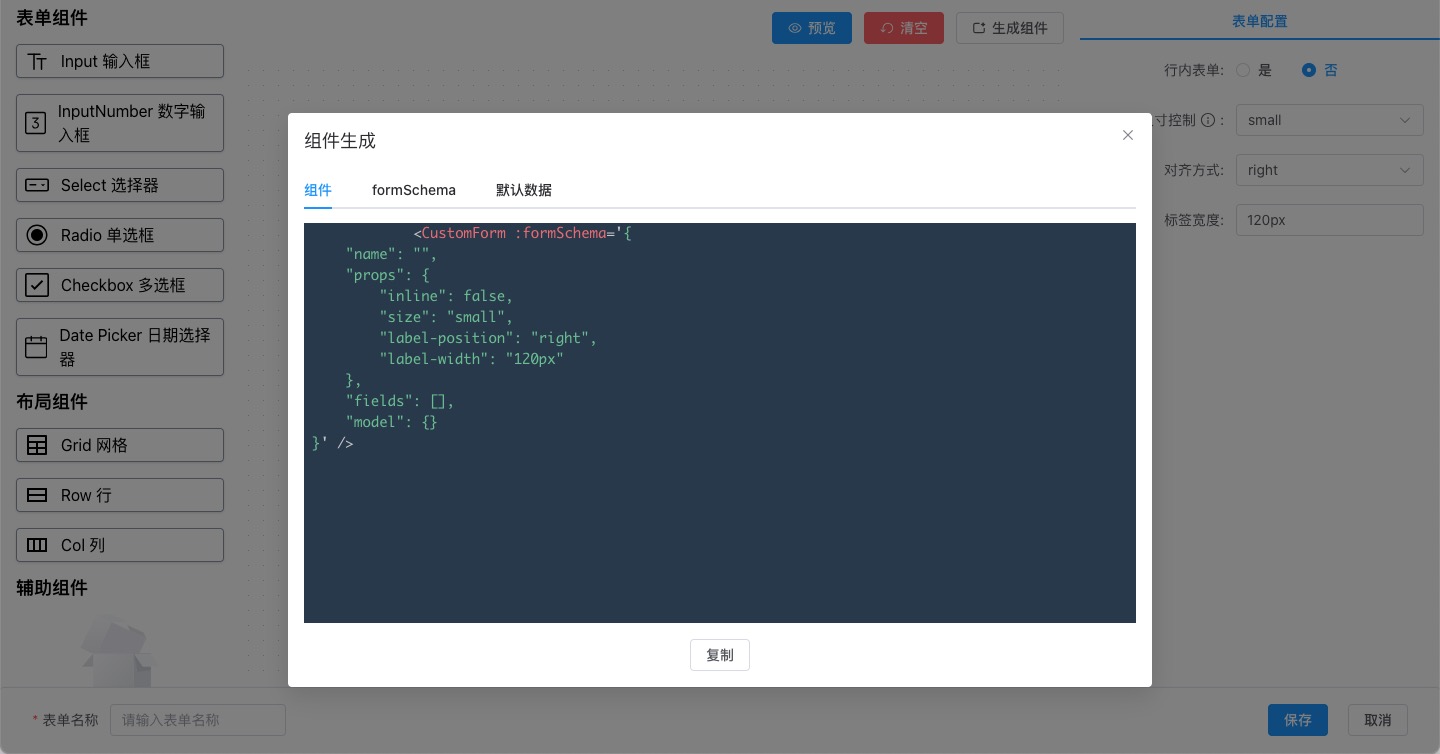 表单组件
Input 输入框
InputNumber 数字输
入框
Select 选择器
Radio 单选框
Checkbox 多选框
Date Picker 日期选择
器
布局组件
Grid 网格
Row 行
Col 列
辅助组件
预览
清空
生成组件
表单配置
行内表单:
是
否
寸控制 :
small
对齐方式:
right
标签宽度:
120px
组件生成
组件
formSchema
默认数据
<CustomForm :formSchema='{
"name": "",
"props": {
"inline": false,
"size": "small",
"label-position": "right",
"label-width": "120px"
},
"fields": [],
"model": {}
}' />
复制
* 表单名称
请输入表单名称
保存
取消